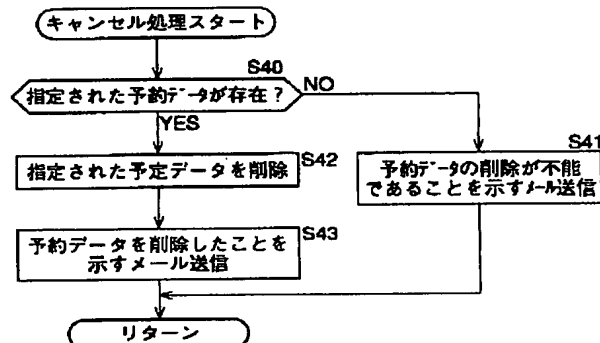 キャンセル処理スタート
S40
指定された予約データが存在？
NO
YES
S41
予約データの削除が不能
であることを示すメール送信
S42
指定された予定データを削除
S43
予約データを削除したことを
示すメール送信
リターン